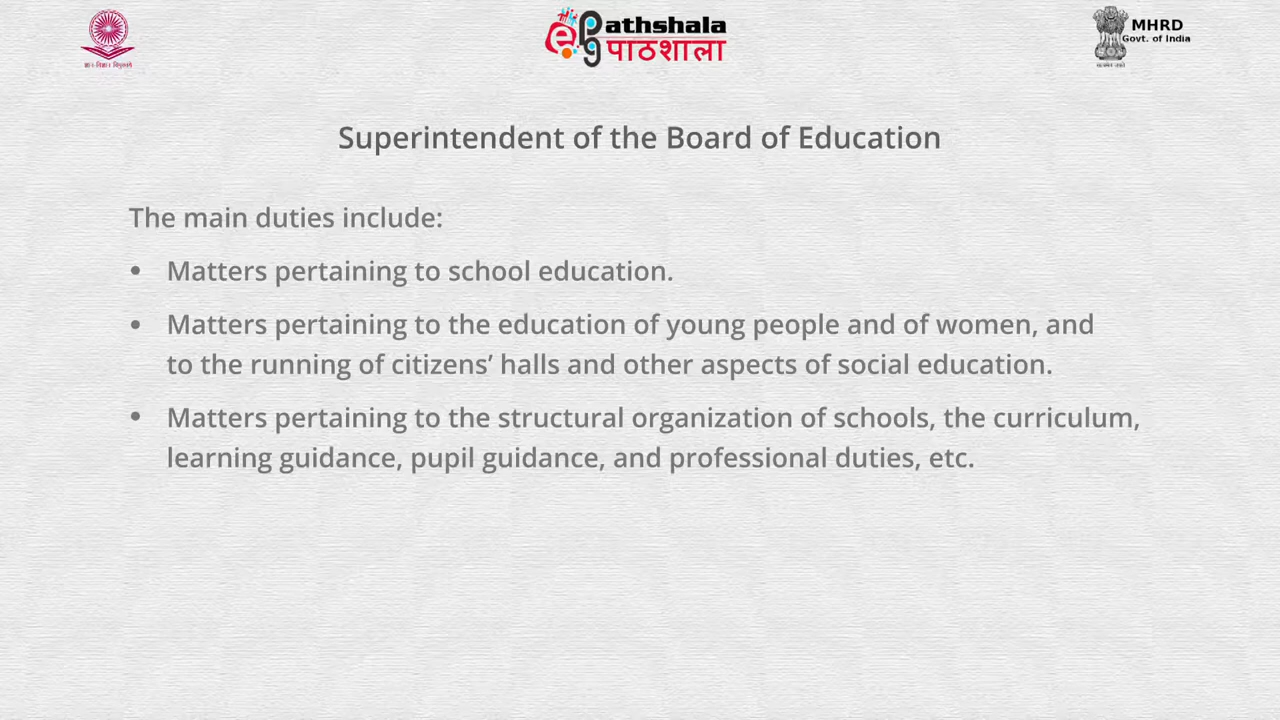 athshala
पाठशाला
MHRD
Govt. of India
Superintendent of the Board of Education
The main duties include:
• Matters pertaining to school education.
• Matters pertaining to the education of young people and of women, and
to the running of citizens’ halls and other aspects of social education.
• Matters pertaining to the structural organization of schools, the curriculum,
learning guidance, pupil guidance, and professional duties, etc.